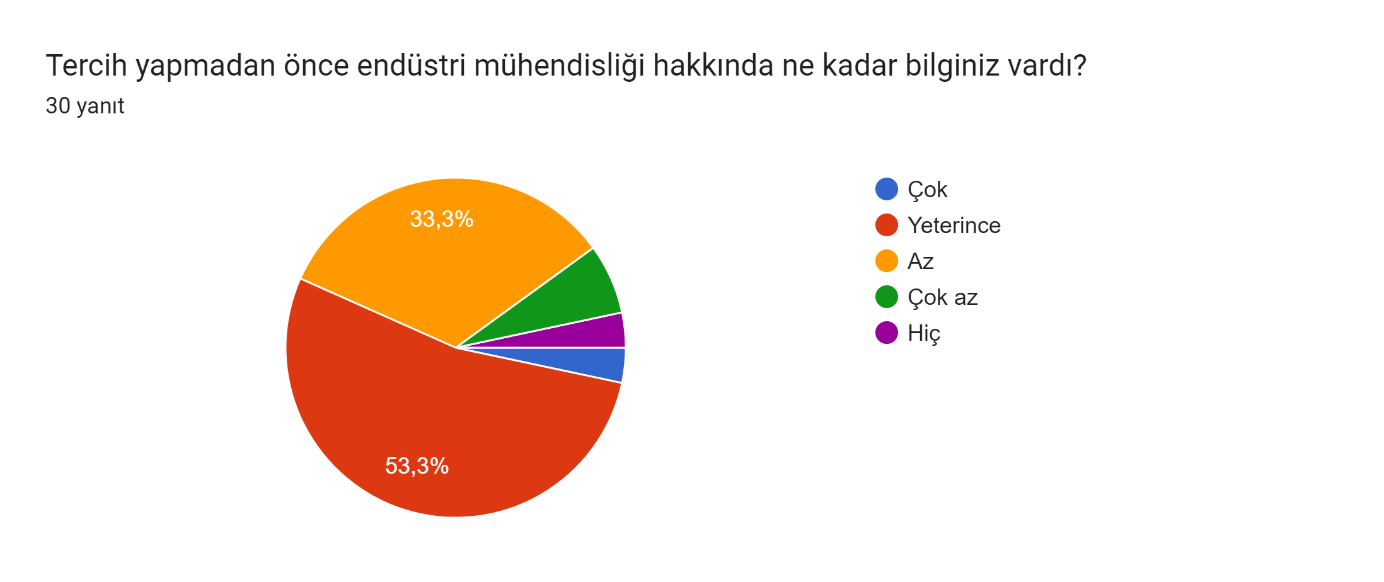 Tercih yapmadan önce endüstri mühendisliği hakkında ne kadar bilginiz vardı?
30 yanıt
33,3%
53,3%
Çok
Yeterince
Az
Çok az
Hiç